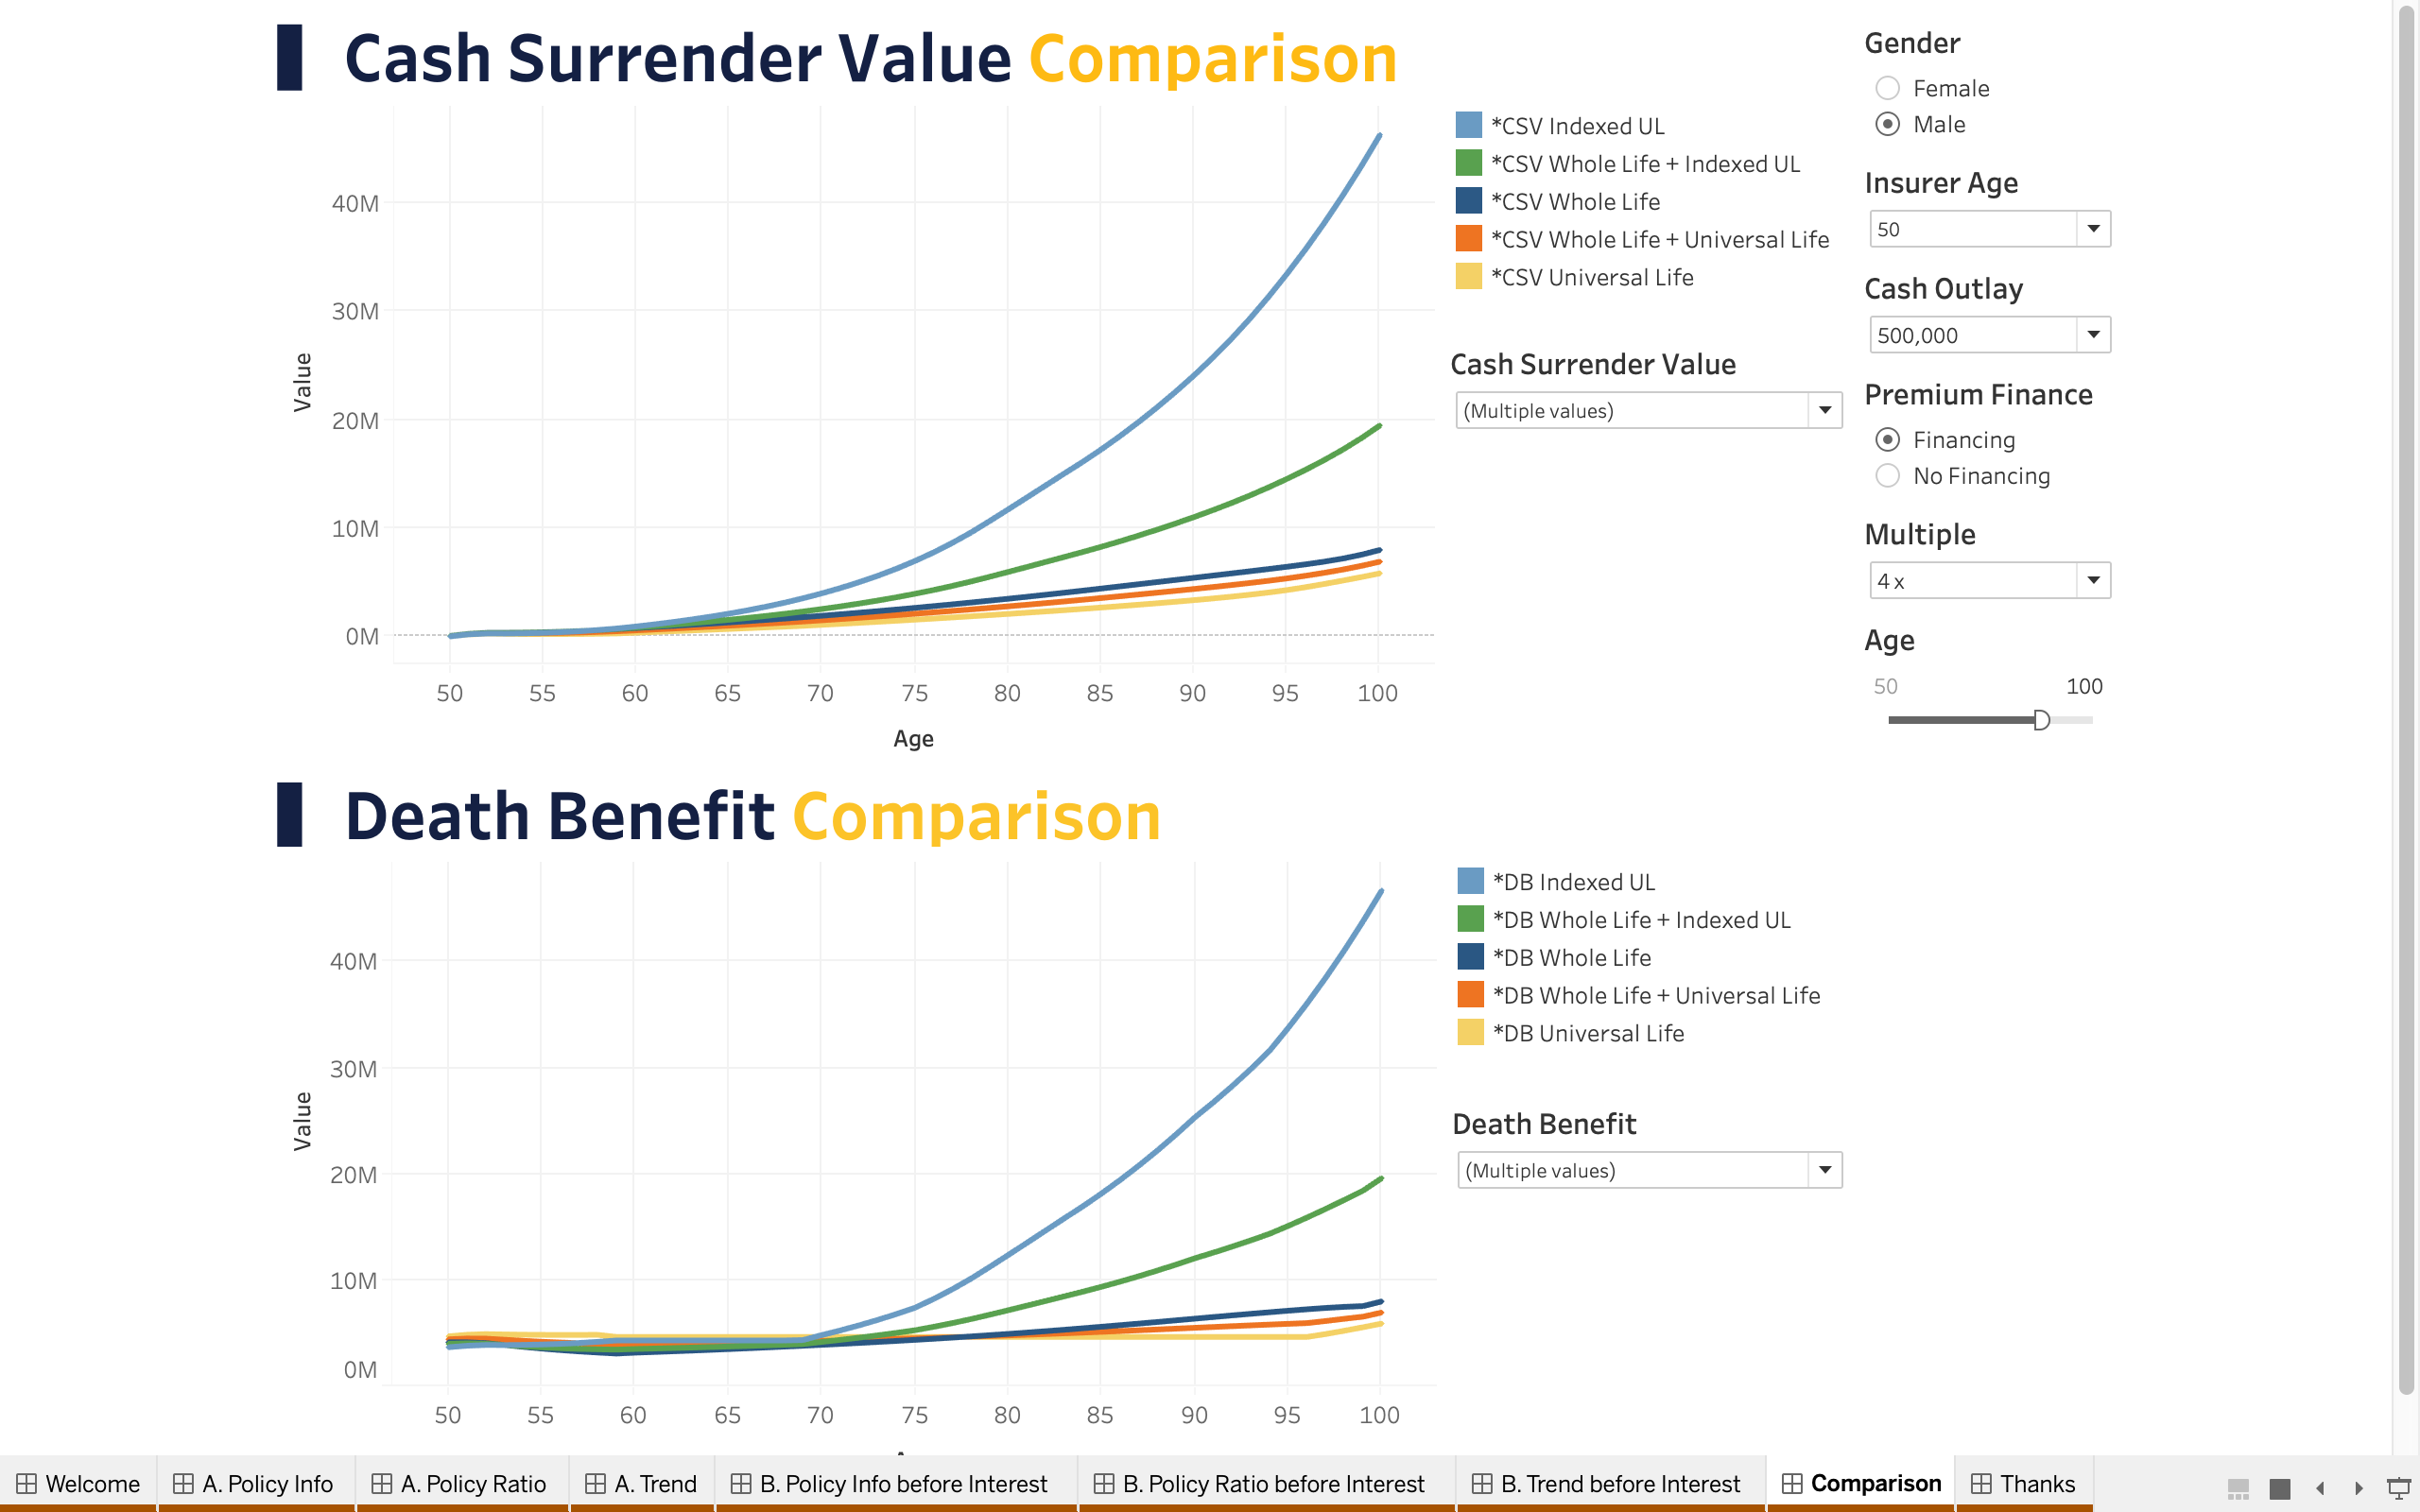 Cash Surrender Value Comparison
40M
30M
20M
10M
0M
Value
50 55 60 65 70 75 80 85 90 95 100
Age
*CSV Indexed UL
*CSV Whole Life + Indexed UL
*CSV Whole Life
*CSV Whole Life + Universal Life
*CSV Universal Life
Cash Surrender Value
(Multiple values)
Gender
Female
Male
Insurer Age
50
Cash Outlay
500,000
Premium Finance
Financing
No Financing
Multiple
4 x
Age
50 100
Death Benefit Comparison
40M
30M
20M
10M
0M
Value
50 55 60 65 70 75 80 85 90 95 100
*DB Indexed UL
*DB Whole Life + Indexed UL
*DB Whole Life
*DB Whole Life + Universal Life
*DB Universal Life
Death Benefit
(Multiple values)
Welcome A. Policy Info A. Policy Ratio A. Trend B. Policy Info before Interest B. Policy Ratio before Interest B. Trend before Interest Comparison Thanks